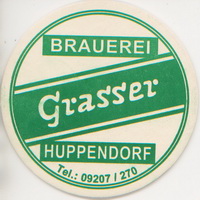 BRAUEREI
Grasser
HUPPENDORF
Tel.: 09207 / 270